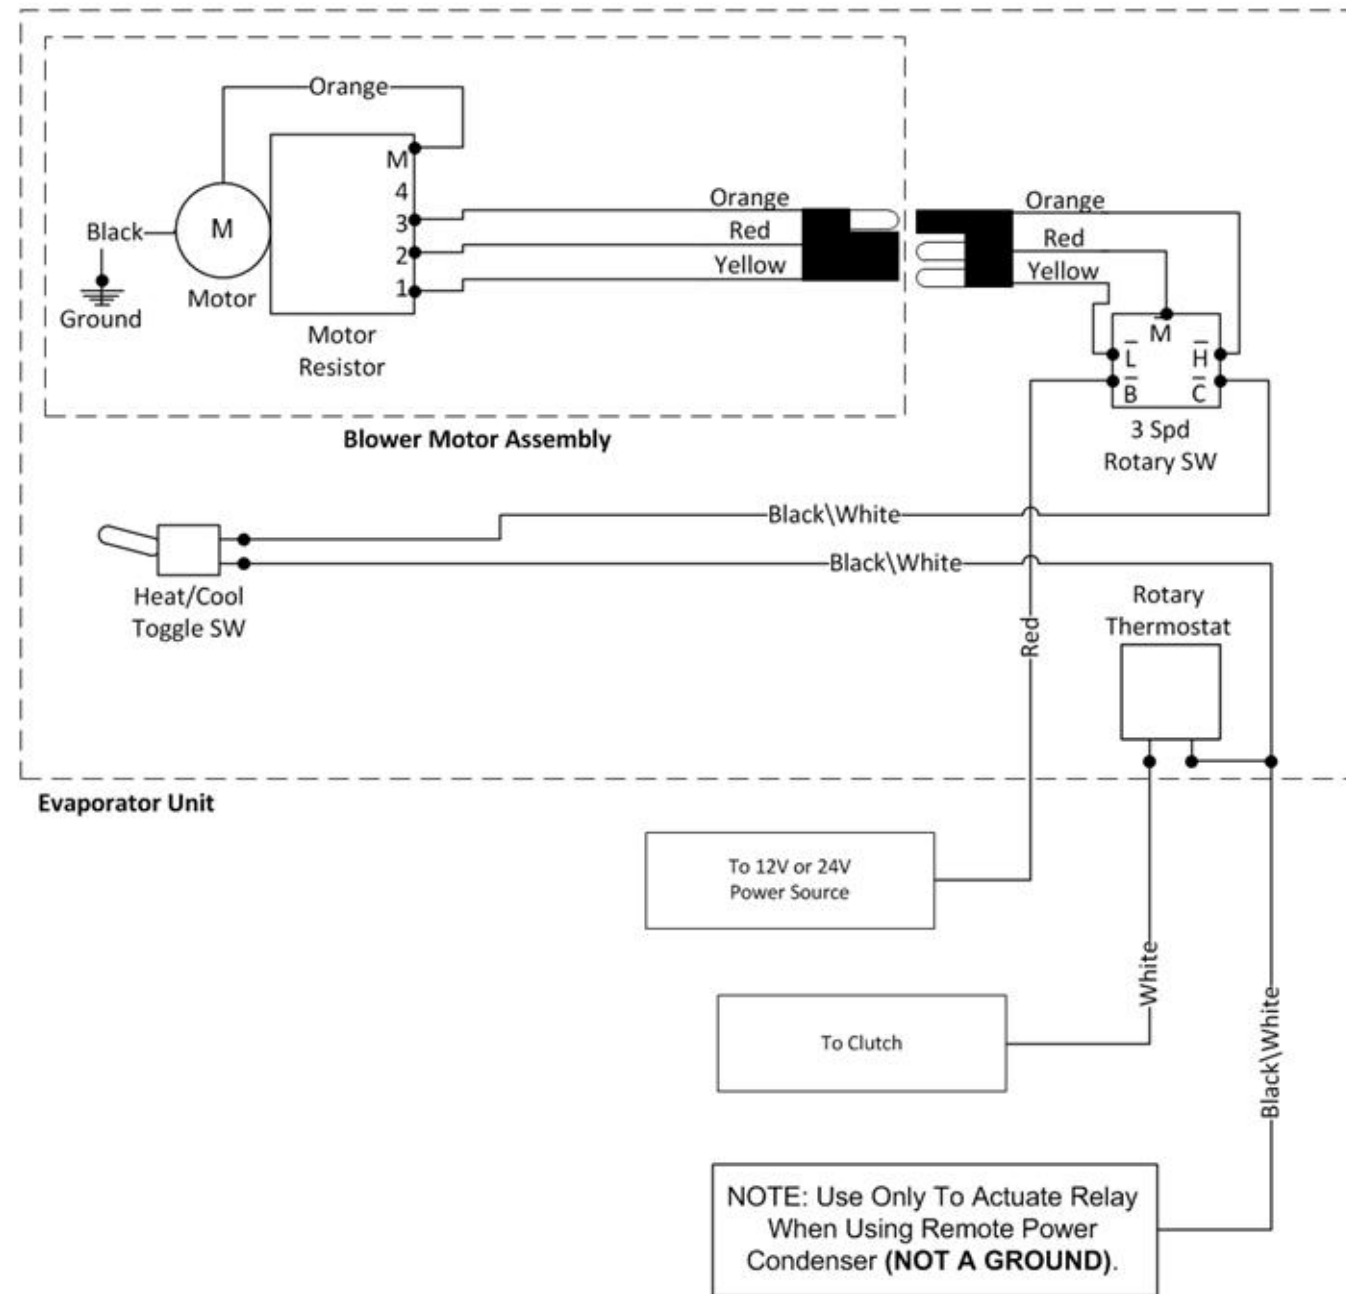 Orange
M
4
3
2
1
Black
M
Motor
Ground
Motor
Resistor
Orange
Red
Yellow
Orange
Red
Yellow
M
L
H
B
C
3 Spd
Rotary SW
Blower Motor Assembly
Black\White
Black\White
Heat/Cool
Toggle SW
Red
Rotary
Thermostat
Evaporator Unit
To 12V or 24V
Power Source
White
To Clutch
Black\White
NOTE: Use Only To Actuate Relay
When Using Remote Power
Condenser (NOT A GROUND).